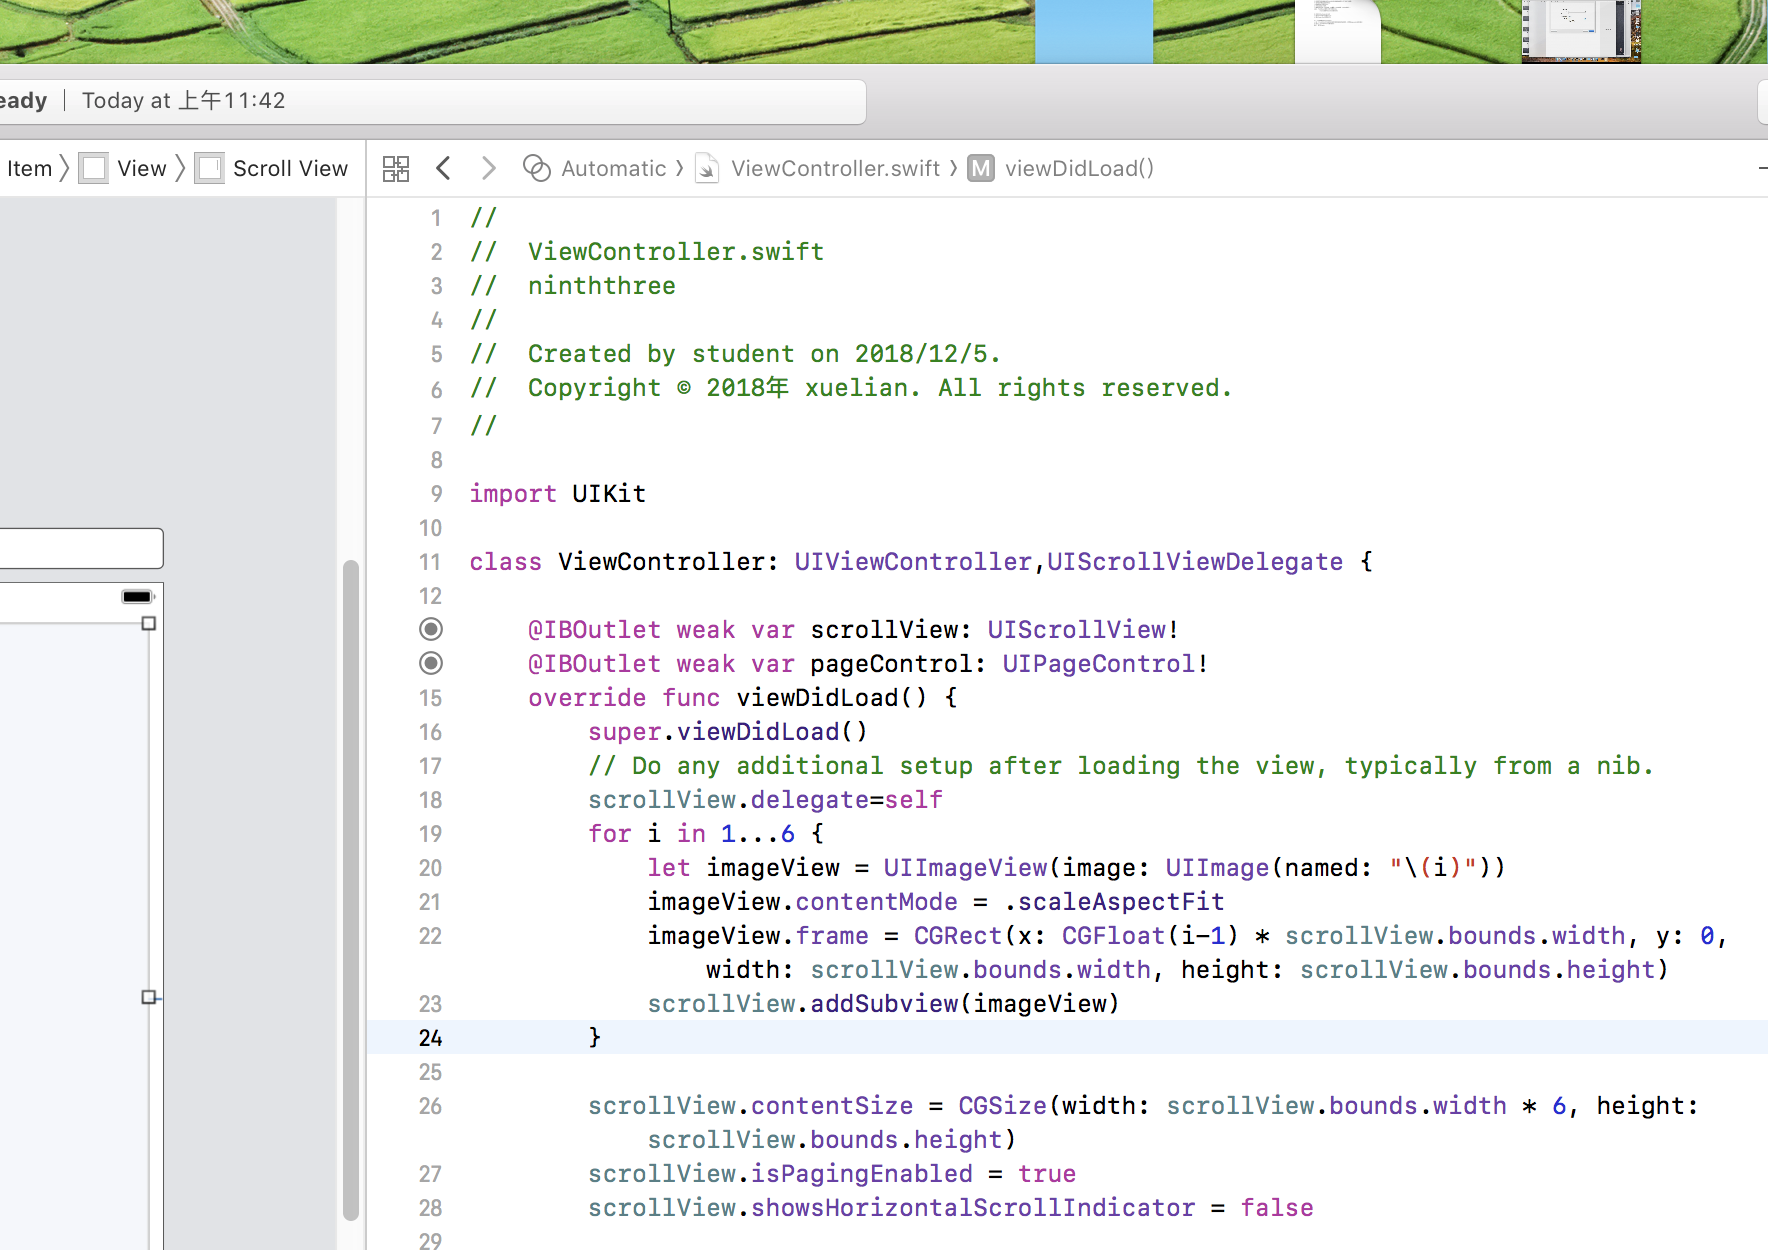 eady | Today at 上午11:42
Item 〉 View 〉 Scroll View
Automatic 〉 ViewController.swift 〉 M viewDidLoad()
1 //
2 //  ViewController.swift
3 //  ninththree
4 //
5 //  Created by student on 2018/12/5.
6 //  Copyright © 2018年 xuelian. All rights reserved.
7 //
8
9 import UIKit
10
11 class ViewController: UIViewController,UIScrollViewDelegate {
12
    @IBOutlet weak var scrollView: UIScrollView!
    @IBOutlet weak var pageControl: UIPageControl!
15     override func viewDidLoad() {
16         super.viewDidLoad()
17         // Do any additional setup after loading the view, typically from a nib.
18         scrollView.delegate=self
19         for i in 1...6 {
20             let imageView = UIImageView(image: UIImage(named: "\(i)"))
21             imageView.contentMode = .scaleAspectFit
22             imageView.frame = CGRect(x: CGFloat(i-1) * scrollView.bounds.width, y: 0,
                width: scrollView.bounds.width, height: scrollView.bounds.height)
23             scrollView.addSubview(imageView)
24         }
25
26         scrollView.contentSize = CGSize(width: scrollView.bounds.width * 6, height:
            scrollView.bounds.height)
27         scrollView.isPagingEnabled = true
28         scrollView.showsHorizontalScrollIndicator = false
29